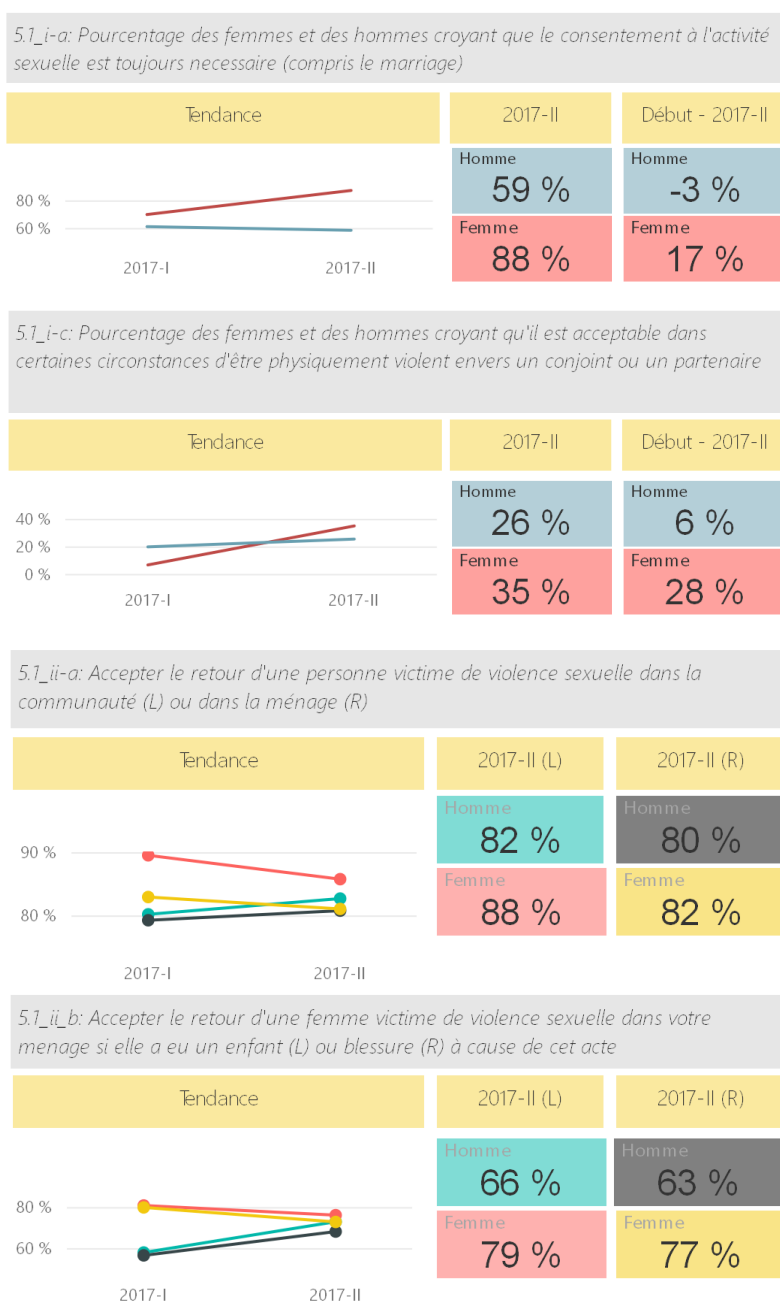 5.1_i-a: Pourcentage des femmes et des hommes croyant que le consentement à l'activité
sexuelle est toujours necessaire (compris le marriage)
Tendance
2017-II
Début - 2017-II
80 %
60 %
2017-I
2017-II
Homme
59 %
Homme
-3 %
Femme
88 %
Femme
17 %
5.1_i-c: Pourcentage des femmes et des hommes croyant qu'il est acceptable dans
certaines circonstances d'être physiquement violent envers un conjoint ou un partenaire
Tendance
2017-II
Début - 2017-II
40 %
20 %
0 %
2017-I
2017-II
Homme
26 %
Homme
6 %
Femme
35 %
Femme
28 %
5.1_ii-a: Accepter le retour d'une personne victime de violence sexuelle dans la
communauté (L) ou dans la ménage (R)
Tendance
2017-II (L)
2017-II (R)
90 %
80 %
2017-I
2017-II
Homme
82 %
Homme
80 %
Femme
88 %
Femme
82 %
5.1_ii_b: Accepter le retour d'une femme victime de violence sexuelle dans votre
menage si elle a eu un enfant (L) ou blessure (R) à cause de cet acte
Tendance
2017-II (L)
2017-II (R)
80 %
60 %
2017-I
2017-II
Homme
66 %
Homme
63 %
Femme
79 %
Femme
77 %